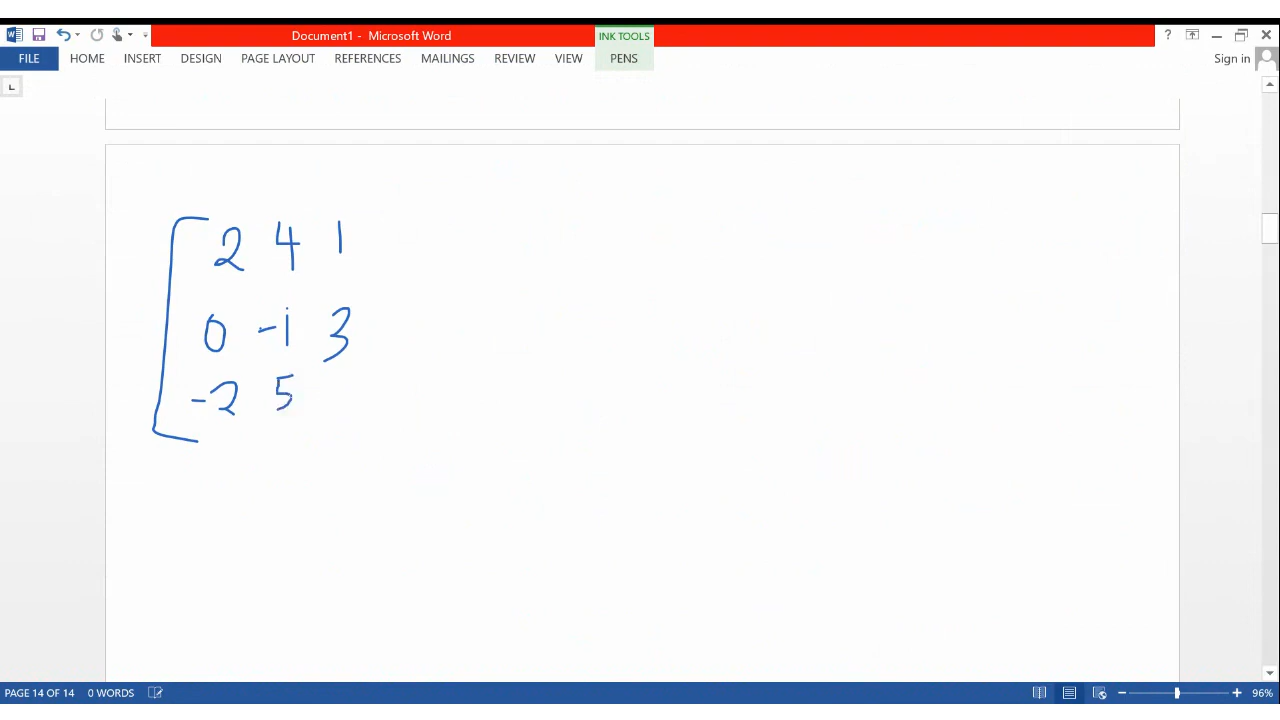 Document1 - Microsoft Word
INK TOOLS
?
FILE HOME INSERT DESIGN PAGE LAYOUT REFERENCES MAILINGS REVIEW VIEW PENS
Sign in
2 4 1
0 -1 3
-2 5
PAGE 14 OF 14 0 WORDS
96%